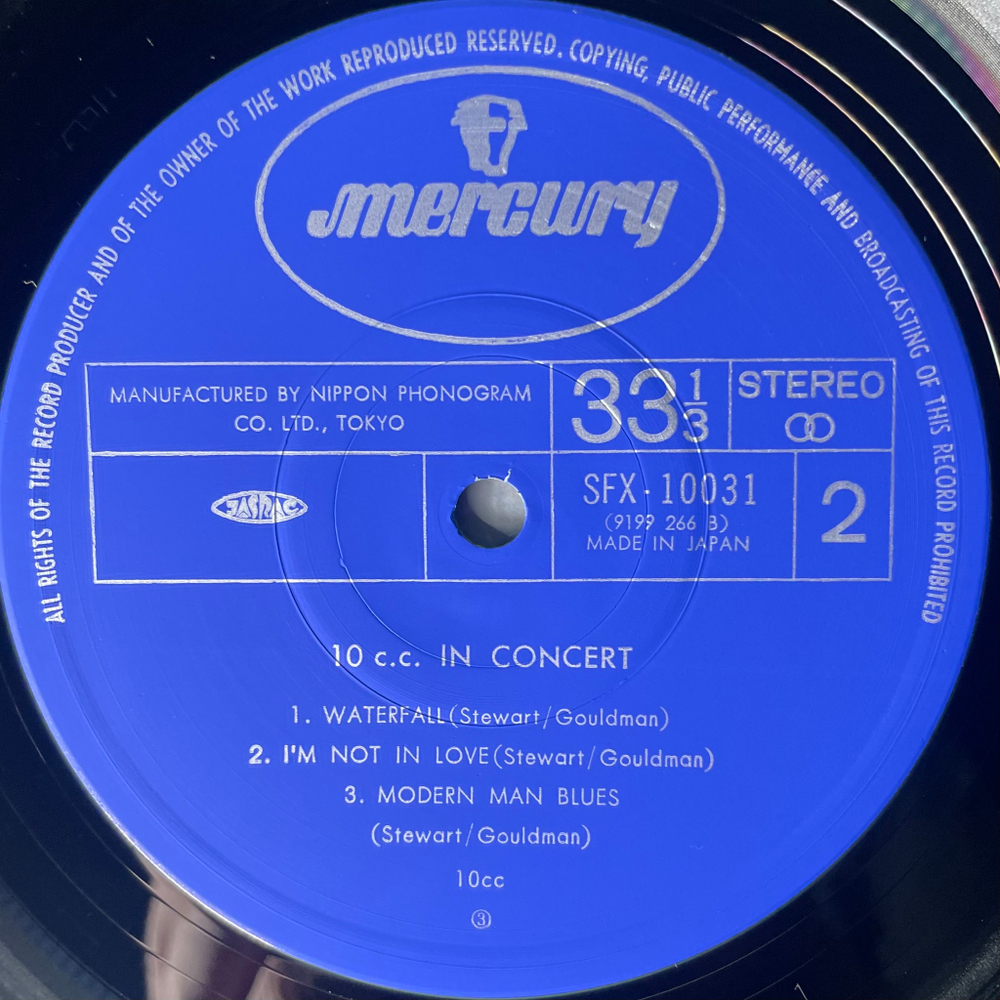 ALL RIGHTS OF THE RECORD PRODUCER AND OF THE OWNER OF THE WORK REPRODUCED RESERVED. COPYING, PUBLIC PERFORMANCE AND BROADCASTING OF THIS RECORD PROHIBITED
mercury
MANUFACTURED BY NIPPON PHONOGRAM
CO. LTD., TOKYO
33 1/3
STEREO
JASRAC
SFX-10031
(9199 266 B)
MADE IN JAPAN
2
10 c.c. IN CONCERT
1. WATERFALL(Stewart/Gouldman)
2. I'M NOT IN LOVE(Stewart/Gouldman)
3. MODERN MAN BLUES
(Stewart/Gouldman)
10cc
③